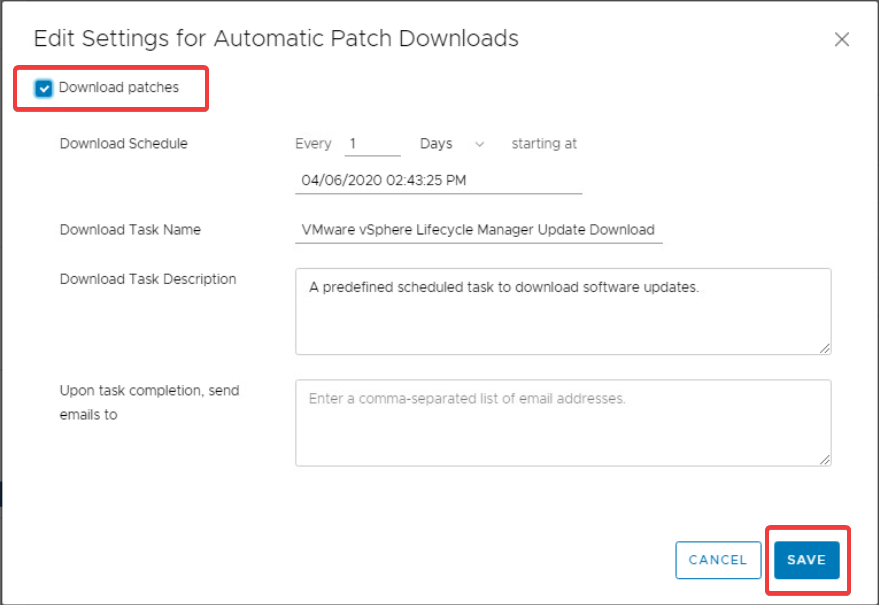 Edit Settings for Automatic Patch Downloads
Download patches
Download Schedule Every 1 Days starting at
04/06/2020 02:43:25 PM
Download Task Name VMware vSphere Lifecycle Manager Update Download
Download Task Description A predefined scheduled task to download software updates.
Upon task completion, send
emails to
Enter a comma-separated list of email addresses.
CANCEL SAVE